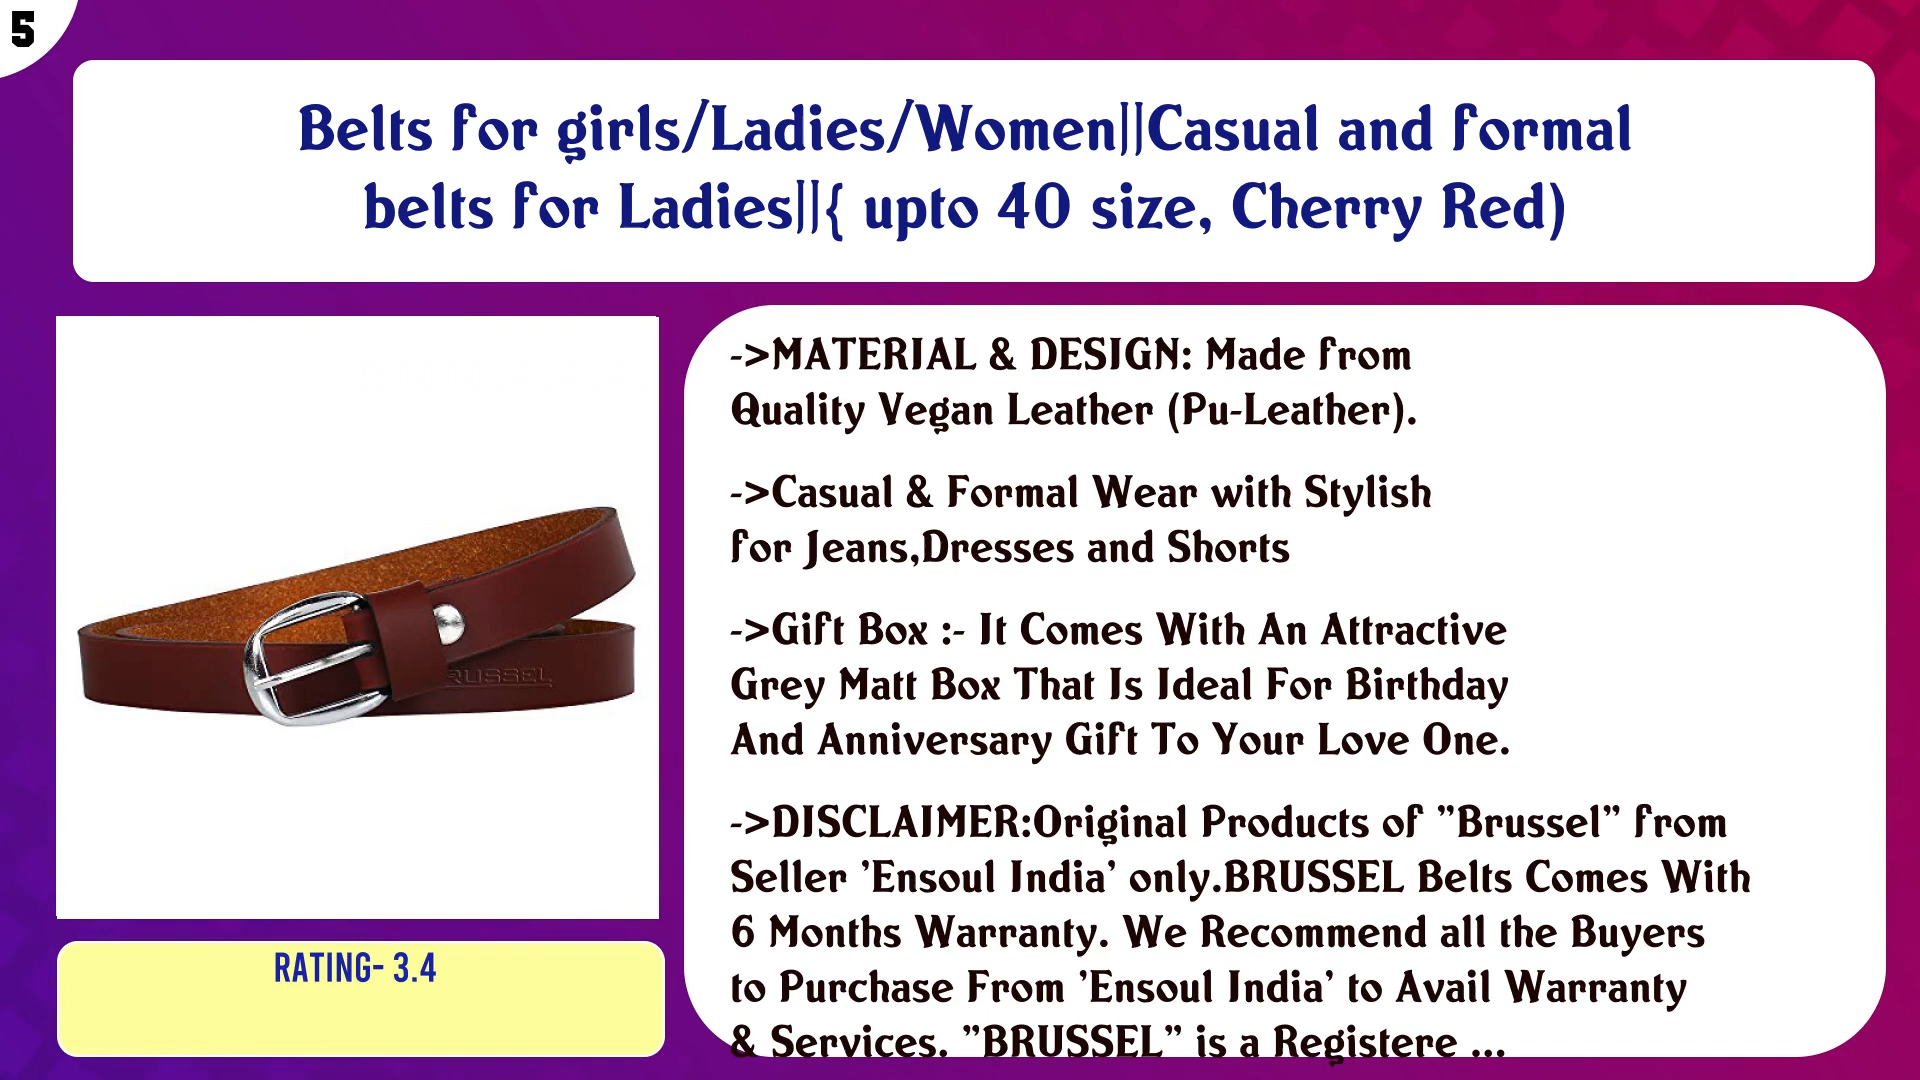 5
Belts for girls/Ladies/Women||Casual and formal
belts for Ladies||{ upto 40 size, Cherry Red)
->MATERIAL & DESIGN: Made from
Quality Vegan Leather (Pu-Leather).
->Casual & Formal Wear with Stylish
for Jeans,Dresses and Shorts
->Gift Box :- It Comes With An Attractive
Grey Matt Box That Is Ideal For Birthday
And Anniversary Gift To Your Love One.
->DISCLAIMER:Original Products of "Brussel" from
Seller 'Ensoul India' only.BRUSSEL Belts Comes With
6 Months Warranty. We Recommend all the Buyers
to Purchase From 'Ensoul India' to Avail Warranty
& Services. "BRUSSEL" is a Registere ...
RUSSEL
RATING- 3.4